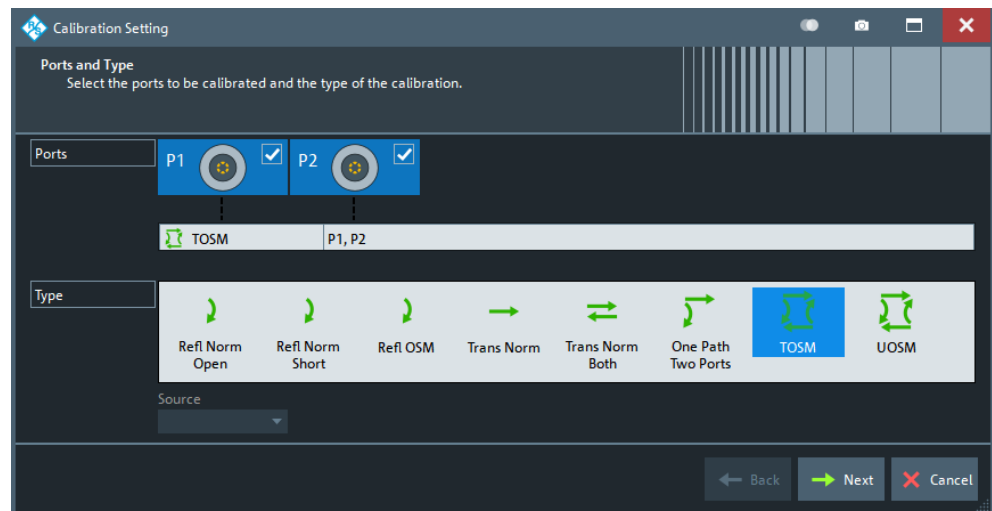 Calibration Setting
Ports and Type
Select the ports to be calibrated and the type of the calibration.
Ports
P1
P2
TOSM
P1, P2
Type
Refl Norm
Open
Refl Norm
Short
Refl OSM
Trans Norm
Trans Norm
Both
One Path
Two Ports
TOSM
UOSM
Source
Back
Next
Cancel